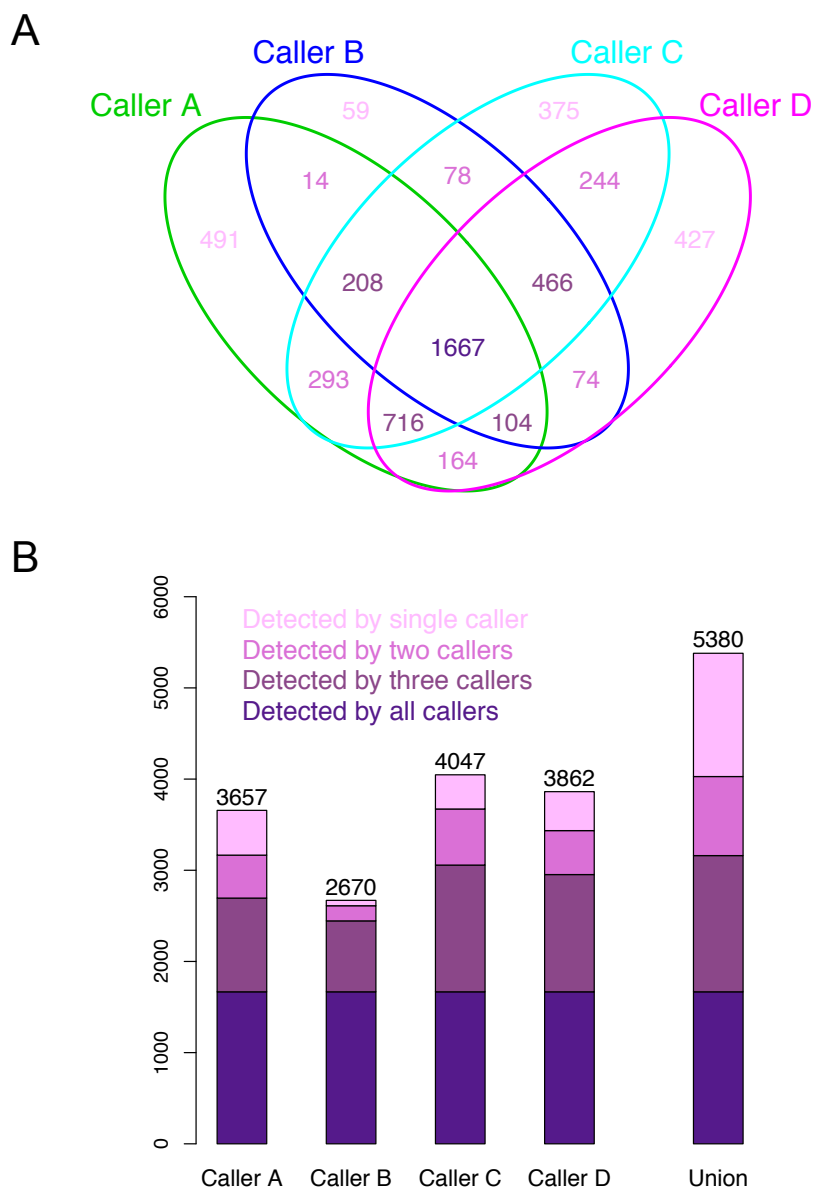 A
Caller B
Caller C
Caller A
Caller D
59
375
14
78
244
491
427
208
466
1667
293
74
716
104
164
B
6000
5000
4000
3000
2000
1000
0
Detected by single caller
Detected by two callers
Detected by three callers
Detected by all callers
3657
2670
4047
3862
5380
Caller A
Caller B
Caller C
Caller D
Union